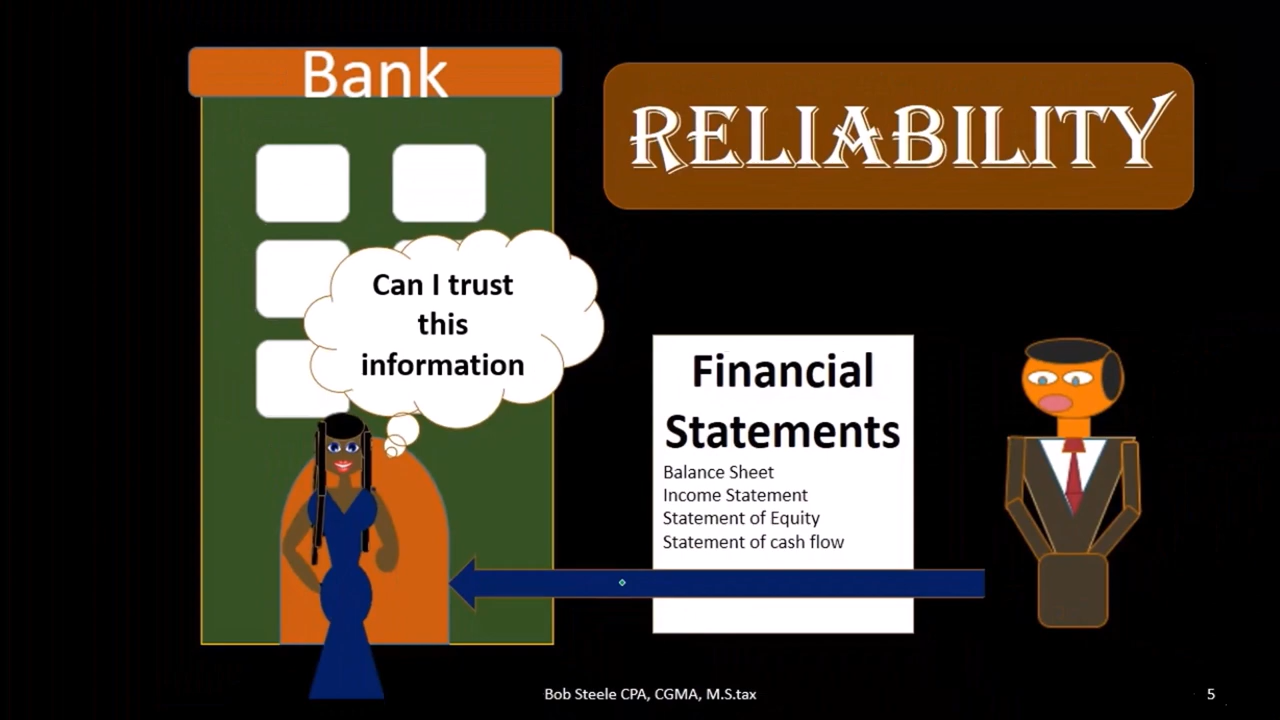 Bank
RELIABILITY
Can I trust
this
information
Financial
Statements
Balance Sheet
Income Statement
Statement of Equity
Statement of cash flow
Bob Steele CPA, CGMA, M.S.tax
5